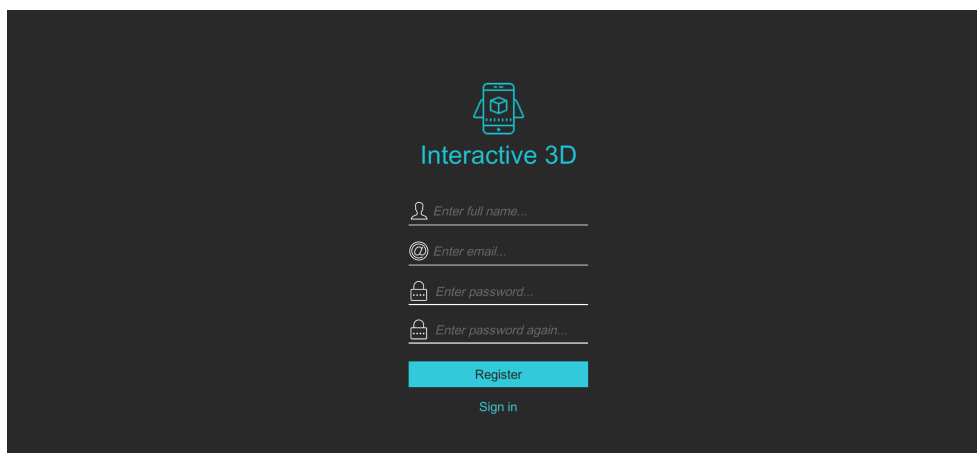 Interactive 3D
Enter full name...
Enter email...
Enter password...
Enter password again...
Register
Sign in